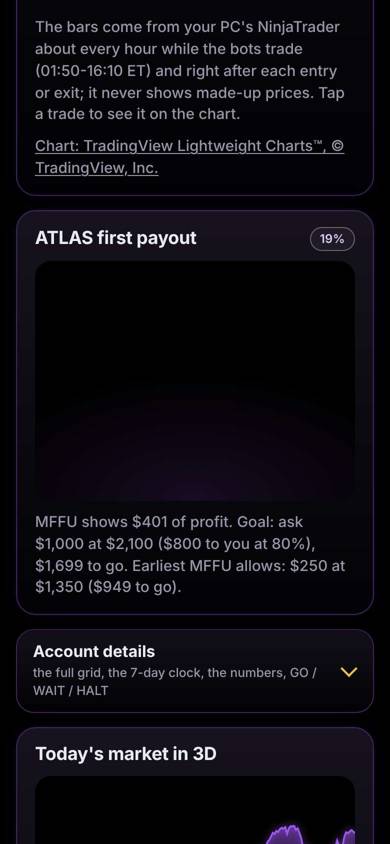 The bars come from your PC's NinjaTrader
about every hour while the bots trade
(01:50-16:10 ET) and right after each entry
or exit; it never shows made-up prices. Tap
a trade to see it on the chart.
Chart: TradingView Lightweight Charts™, ©
TradingView, Inc.
ATLAS first payout
19%
MFFU shows $401 of profit. Goal: ask
$1,000 at $2,100 ($800 to you at 80%),
$1,699 to go. Earliest MFFU allows: $250 at
$1,350 ($949 to go).
Account details
the full grid, the 7-day clock, the numbers, GO /
WAIT / HALT
Today's market in 3D